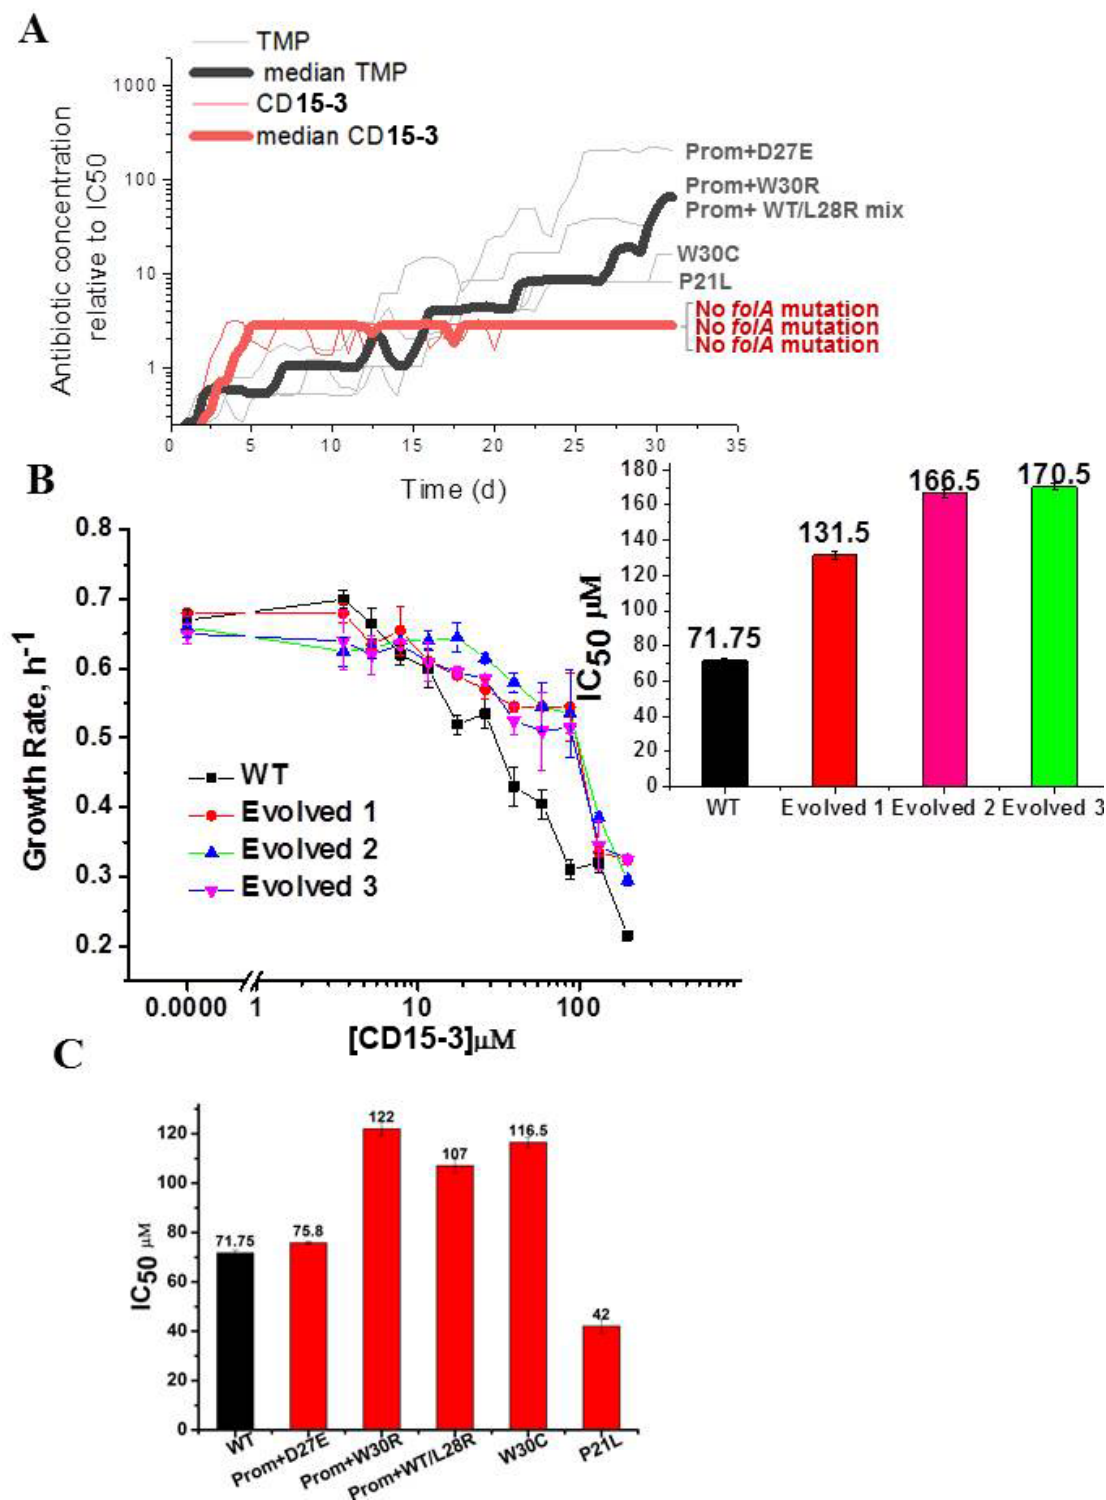 A
TMP
median TMP
CD15-3
median CD15-3
Antibiotic concentration
relative to IC50
1000
100
10
1
Prom+D27E
Prom+W30R
Prom+ WT/L28R mix
W30C
P21L
No folA mutation
No folA mutation
No folA mutation
0 5 10 15 20 25 30 35
Time (d)
B
Growth Rate, h-1
0.8
0.7
0.6
0.5
0.4
0.3
0.2
WT
Evolved 1
Evolved 2
Evolved 3
0.0000 1 10 100
[CD15-3]μM
IC50 μM
180
160
140
120
100
80
60
40
20
0
71.75
131.5
166.5
170.5
WT Evolved 1 Evolved 2 Evolved 3
C
IC50 μM
120
100
80
60
40
20
0
71.75
75.8
122
107
116.5
42
WT
Prom+D27E
Prom+W30R
Prom+WT/L28R
W30C
P21L